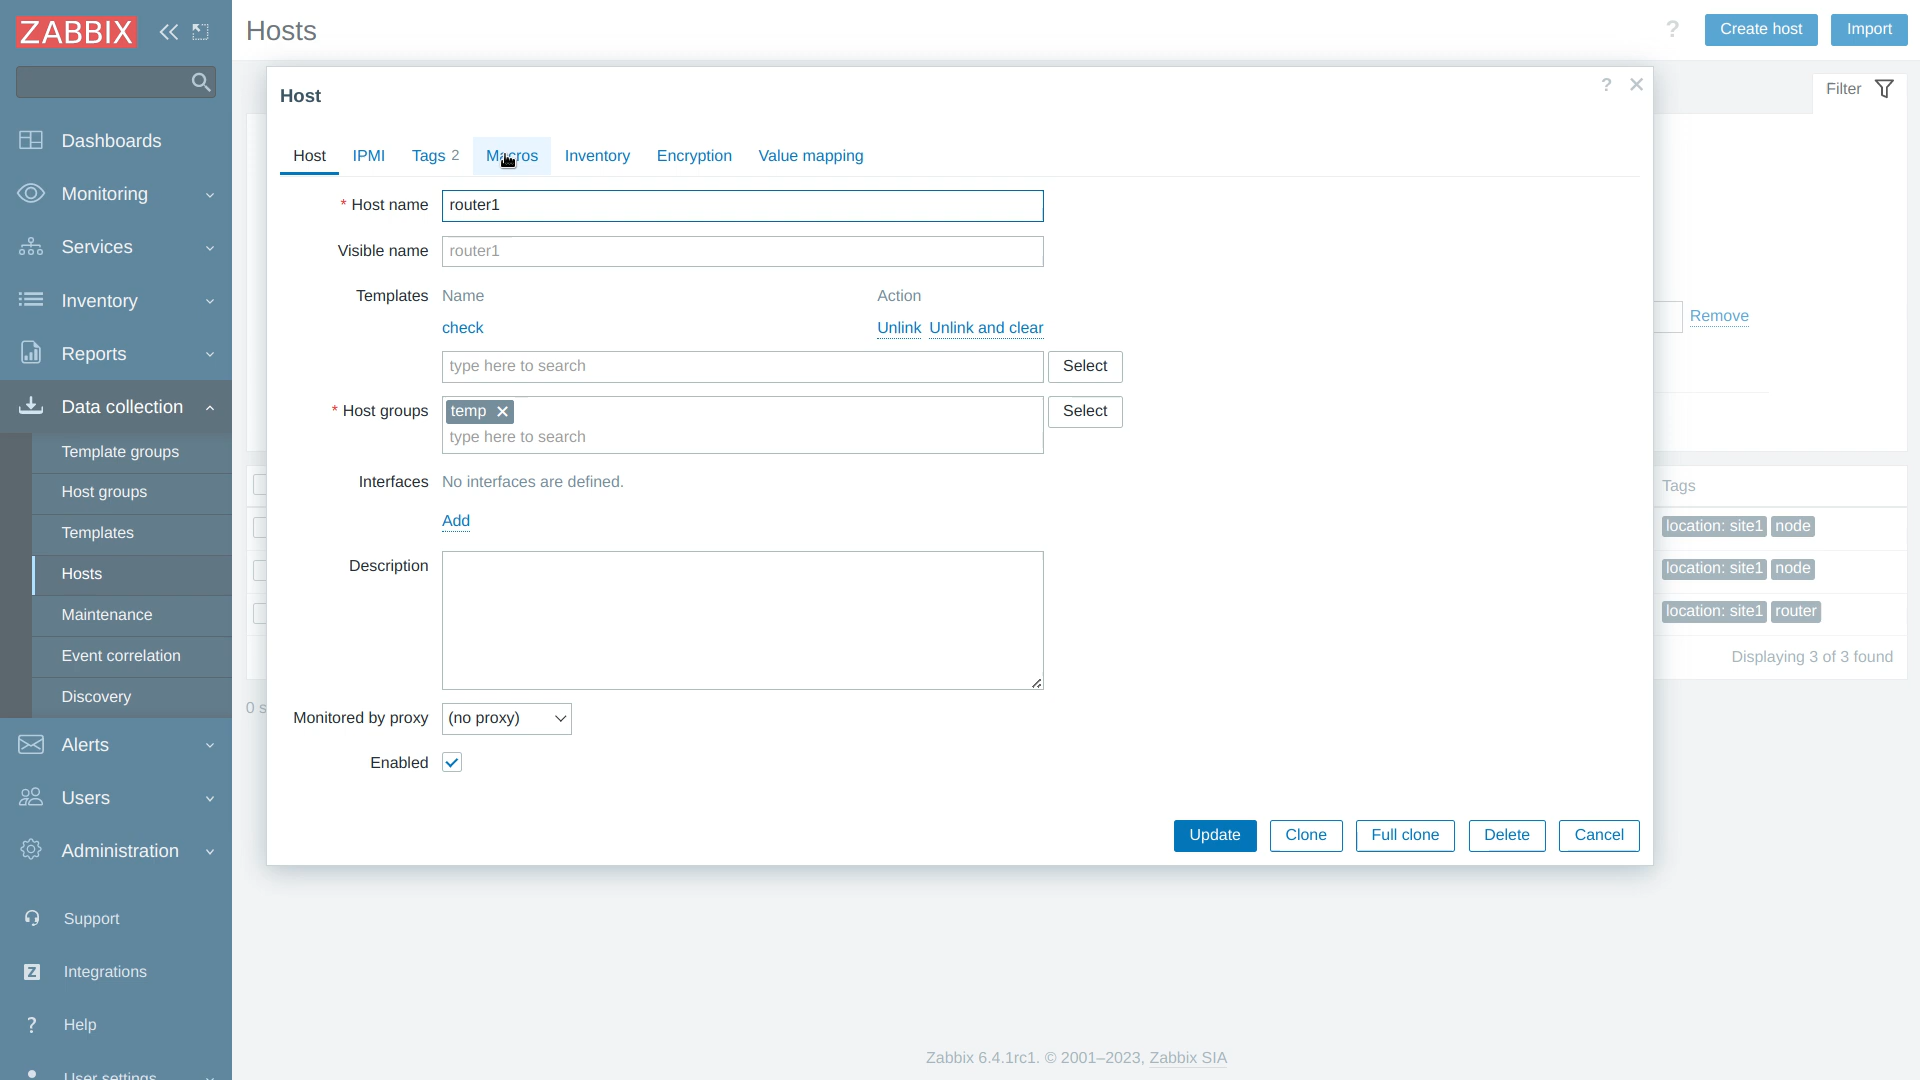 ZABBIX
Hosts
?
Create host
Import
Dashboards
Monitoring
Services
Inventory
Reports
Data collection
Template groups
Host groups
Templates
Hosts
Maintenance
Event correlation
Discovery
Alerts
Users
Administration
Support
Z Integrations
? Help
User settings
Filter
Host
?
Host IPMI Tags 2 Macros Inventory Encryption Value mapping
* Host name router1
Visible name router1
Templates Name Action
check Unlink Unlink and clear
type here to search Select
* Host groups temp Select
type here to search
Interfaces No interfaces are defined.
Add
Description
Monitored by proxy (no proxy)
Enabled
Update Clone Full clone Delete Cancel
Remove
Tags
location: site1 node
location: site1 node
location: site1 router
Displaying 3 of 3 found
0 s
Zabbix 6.4.1rc1. © 2001–2023, Zabbix SIA